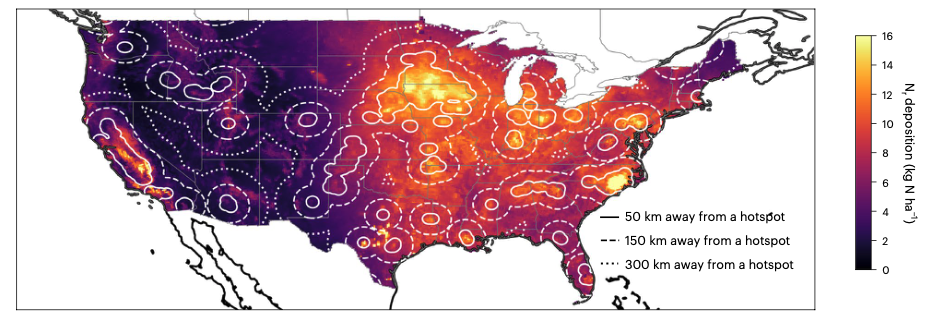 50 km away from a hotspot
150 km away from a hotspot
300 km away from a hotspot
16
14
12
10
8
6
4
2
0
Nr deposition (kg N ha⁻¹)